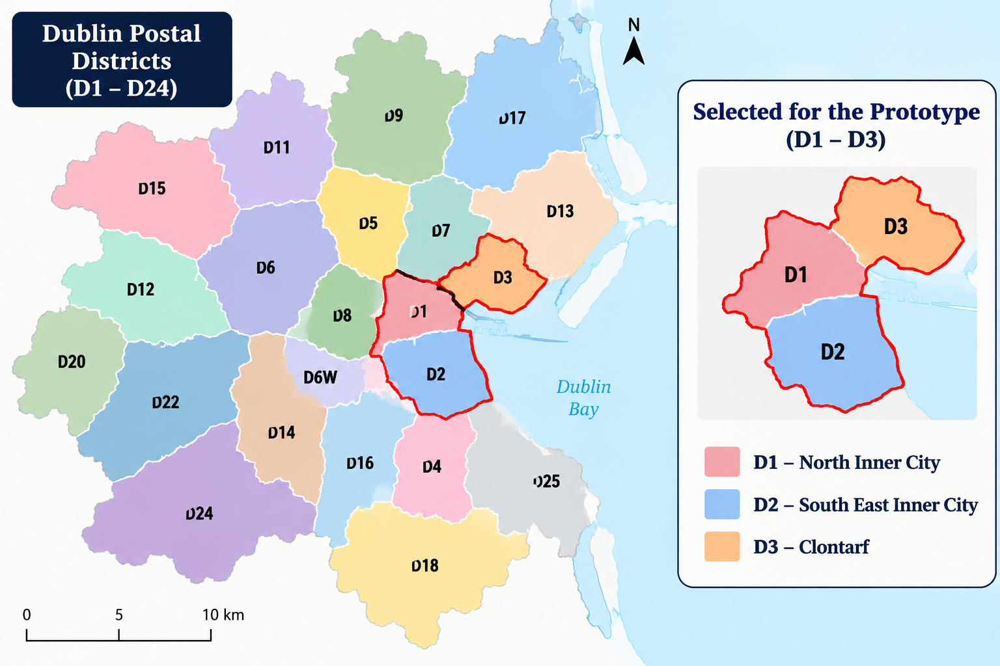 Dublin Postal
Districts
(D1 – D24)
N
D9
D17
D11
D15
D13
D5
D7
D6
D3
D12
D1
D8
D20
D6W
D2
D22
D14
D16
D4
D25
D24
D18
Dublin
Bay
0 5 10 km
Selected for the Prototype
(D1 – D3)
D3
D1
D2
D1 – North Inner City
D2 – South East Inner City
D3 – Clontarf